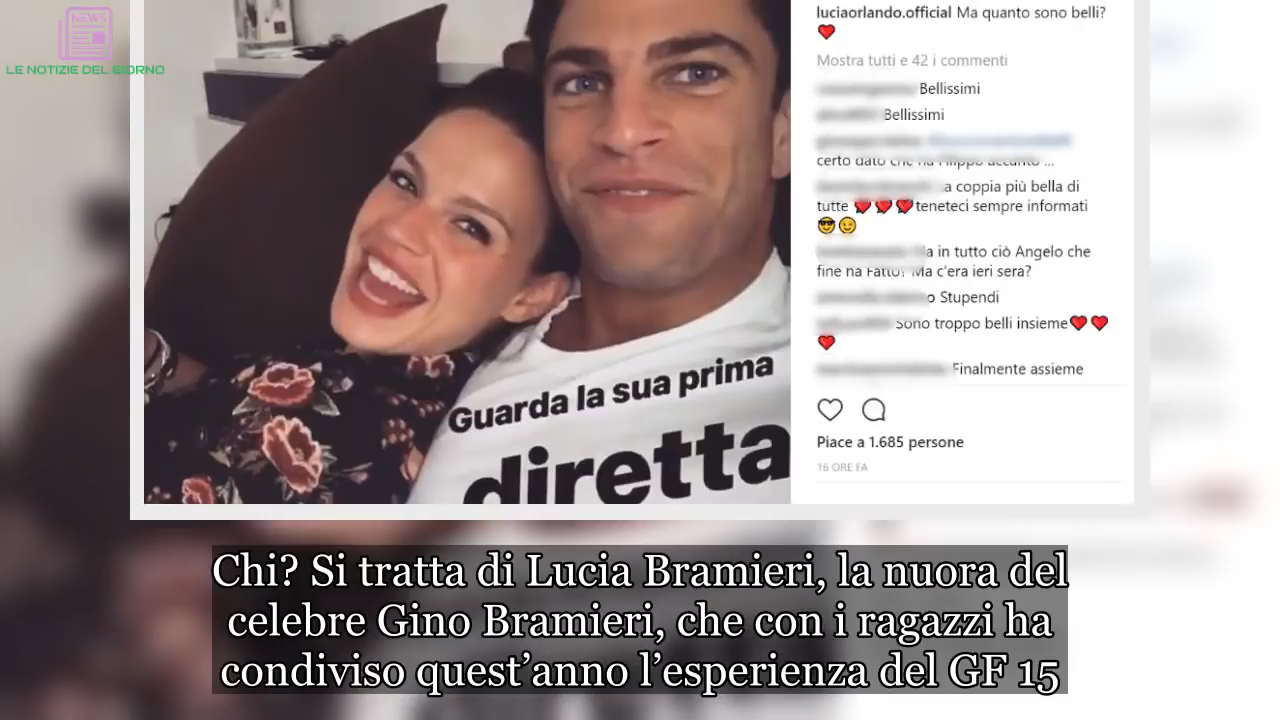 NEWS
LE NOTIZIE DEL GIORNO
luciaorlando.official Ma quanto sono belli?
❤️
Mostra tutti e 42 i commenti
Bellissimi
Bellissimi
certo dato che ha Filippo accanto ...
a coppia più bella di
tutte ❤️❤️❤️teneteci sempre informati
😎😉
a in tutto ciò Angelo che
fine ha Fatto? Ma c'era ieri sera?
o Stupendi
Sono troppo belli insieme❤️❤️
❤️
Finalmente assieme
Piace a 1.685 persone
16 ORE FA
Guarda la sua prima
diretta
Chi? Si tratta di Lucia Bramieri, la nuora del
celebre Gino Bramieri, che con i ragazzi ha
condiviso quest’anno l’esperienza del GF 15